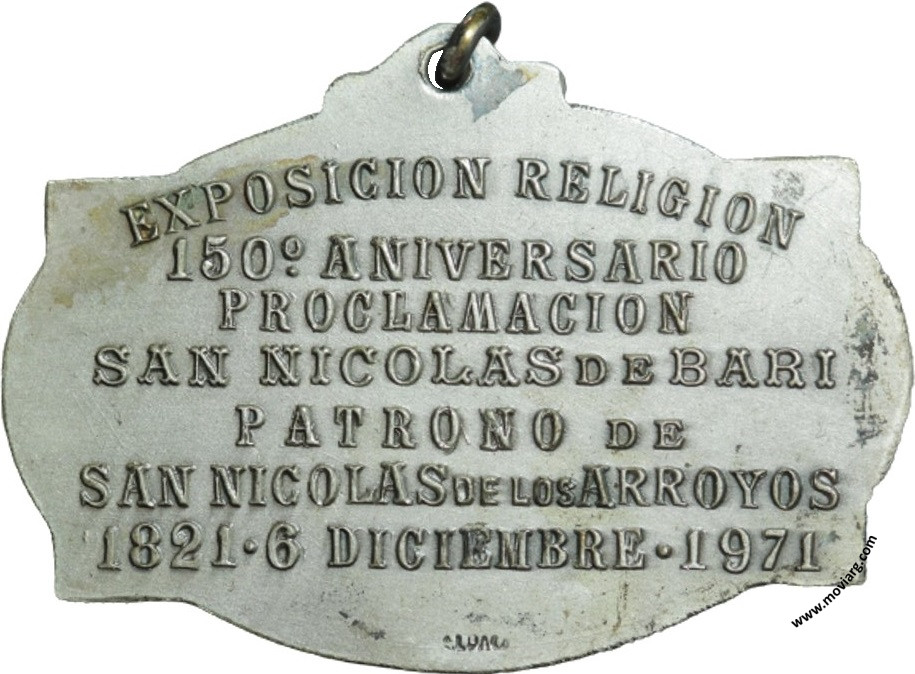 EXPOSICION RELIGION
150º ANIVERSARIO
PROCLAMACION
SAN NICOLAS DE BARI
PATRONO DE
SAN NICOLAS DE LOS ARROYOS
1821·6 DICIEMBRE·1971
www.moviarg.com